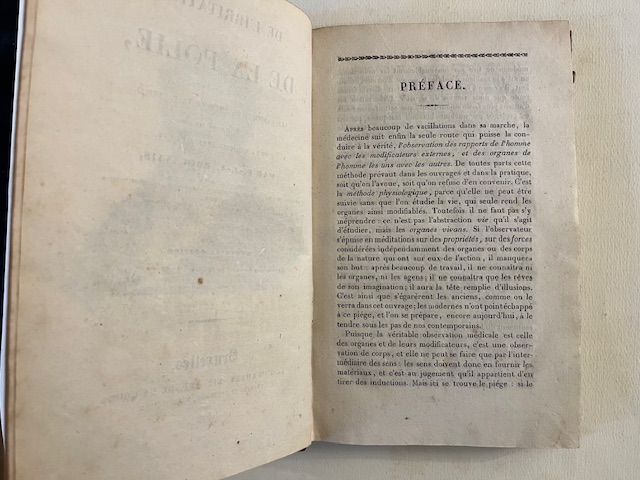 DE LA FOLIE,
Bruxelles
PRÉFACE.
Après beaucoup de vacillations dans sa marche, la
médecine suit enfin la seule route qui puisse la con-
duire à la vérité, l'observation des rapports de l'homme
avec les modificateurs externes, et des organes de
l'homme les uns avec les autres. De toutes parts cette
méthode prévaut dans les ouvrages et dans la pratique,
soit qu'on l'avoue, soit qu'on refuse d'en convenir. C'est
la méthode physiologique, parce qu'elle ne peut être
suivie sans que l'on étudie la vie, qui seule rend les
organes ainsi modifiables. Toutefois il ne faut pas s'y
méprendre : ce n'est pas l'abstraction vie qu'il s'agit
d'étudier, mais les organes vivans. Si l'observateur
s'épuise en méditations sur des propriétés, sur des forces
considérées indépendamment des organes ou des corps
de la nature qui ont sur eux de l'action, il manquera
son but : après beaucoup de travail, il ne connaîtra ni
les organes, ni les agens; il ne connaîtra que les rêves
de son imagination; il aura la tête remplie d'illusions.
C'est ainsi que s'égarèrent les anciens, comme on le
verra dans cet ouvrage; les modernes n'ont point échappé
à ce piège, et l'on se prépare, encore aujourd'hui, à le
tendre sous les pas de nos contemporains.
Puisque la véritable observation médicale est celle
des organes et de leurs modificateurs, c'est une obser-
vation de corps, et elle ne peut se faire que par l'inter-
médiaire des sens : les sens doivent donc en fournir les
matériaux, et c'est au jugement qu'il appartient d'en
tirer des inductions. Mais ici se trouve le piége : si le